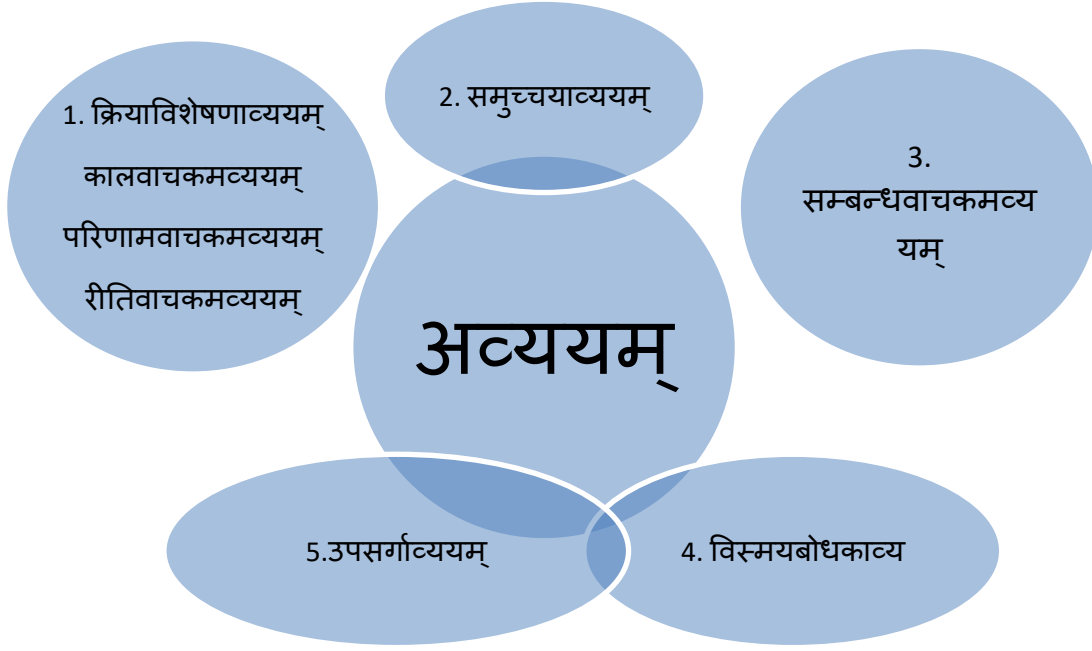 1. क्रियाविशेषणाव्ययम्
कालवाचकमव्ययम्
परिणामवाचकमव्ययम्
रीतिवाचकमव्ययम्
2. समुच्चयाव्ययम्
3.
सम्बन्धवाचकमव्य
यम्
अव्ययम्
5.उपसर्गाव्ययम्
4. विस्मयबोधकाव्य